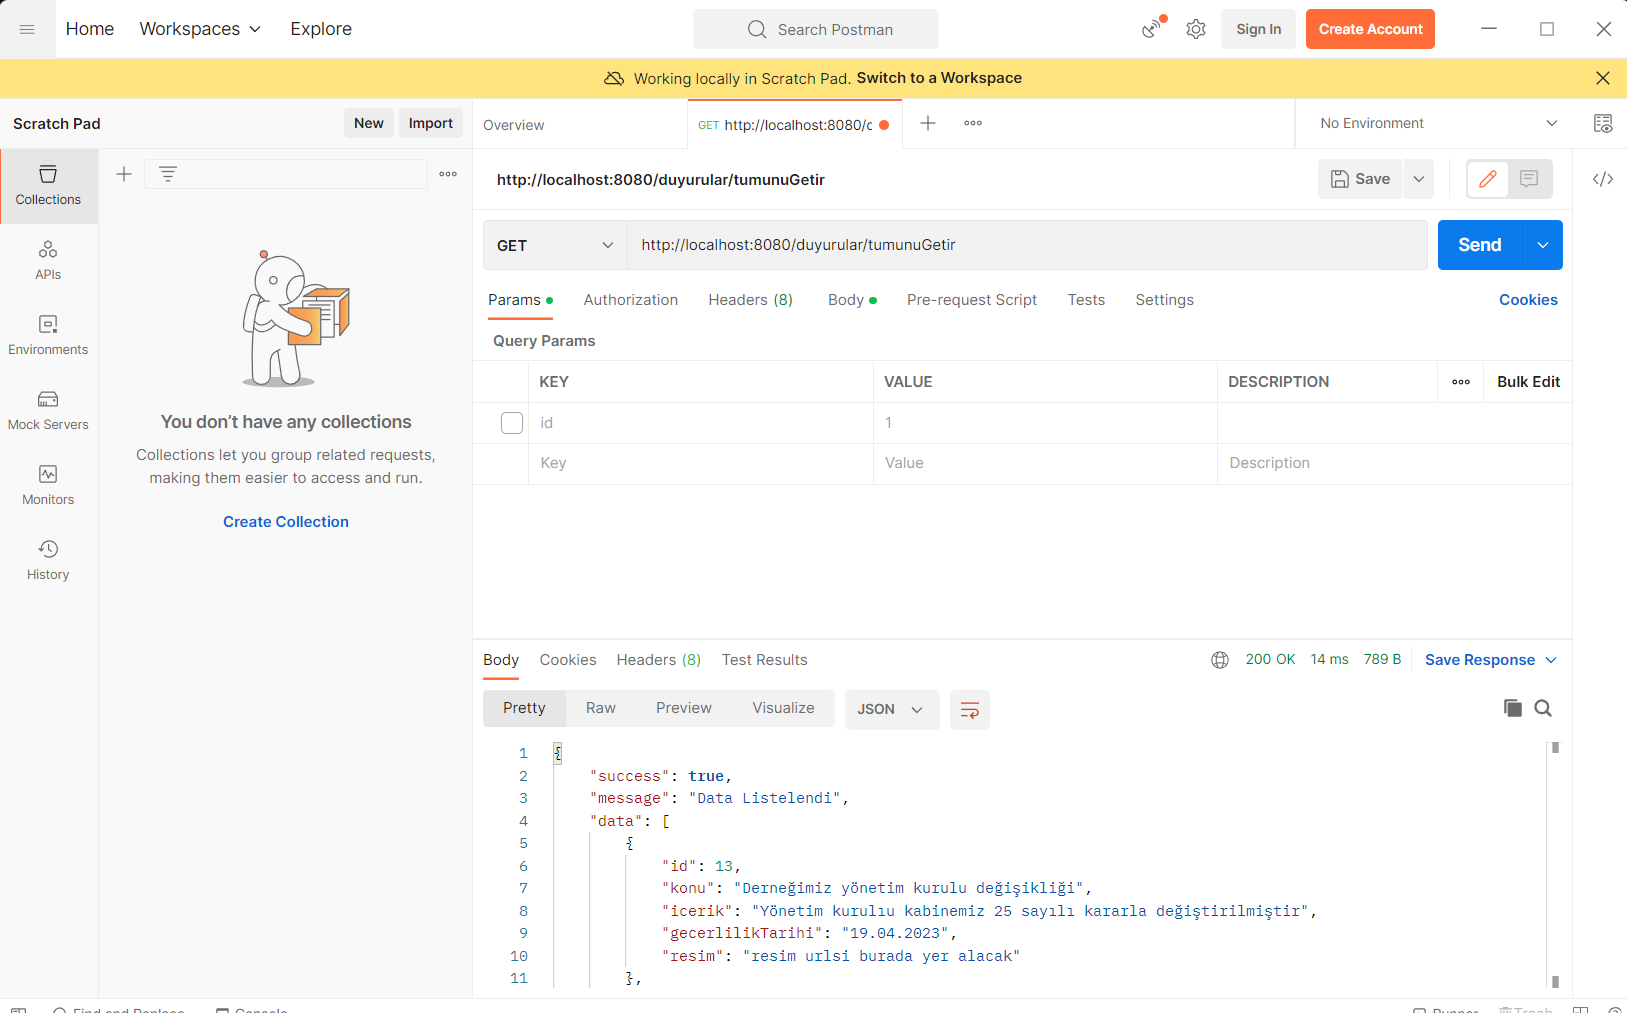 Home Workspaces Explore Search Postman Sign In Create Account
Working locally in Scratch Pad. Switch to a Workspace
Scratch Pad New Import Overview GET http://localhost:8080/ No Environment
http://localhost:8080/duyurular/tumunuGetir Save
Collections
APIs
Environments
Mock Servers
Monitors
History
You don’t have any collections
Collections let you group related requests,
making them easier to access and run.
Create Collection
GET http://localhost:8080/duyurular/tumunuGetir Send
Params Authorization Headers (8) Body Pre-request Script Tests Settings Cookies
Query Params
KEY VALUE DESCRIPTION Bulk Edit
id 1
Key Value Description
Body Cookies Headers (8) Test Results 200 OK 14 ms 789 B Save Response
Pretty Raw Preview Visualize JSON
1 {
2 "success": true,
3 "message": "Data Listelendi",
4 "data": [
5 {
6 "id": 13,
7 "konu": "Derneğimiz yönetim kurulu değişikliği",
8 "icerik": "Yönetim kurulıu kabinemiz 25 sayılı kararla değiştirilmiştir",
9 "gecerlilikTarihi": "19.04.2023",
10 "resim": "resim urlsi burada yer alacak"
11 },
Find and Replace Console Runner Trash